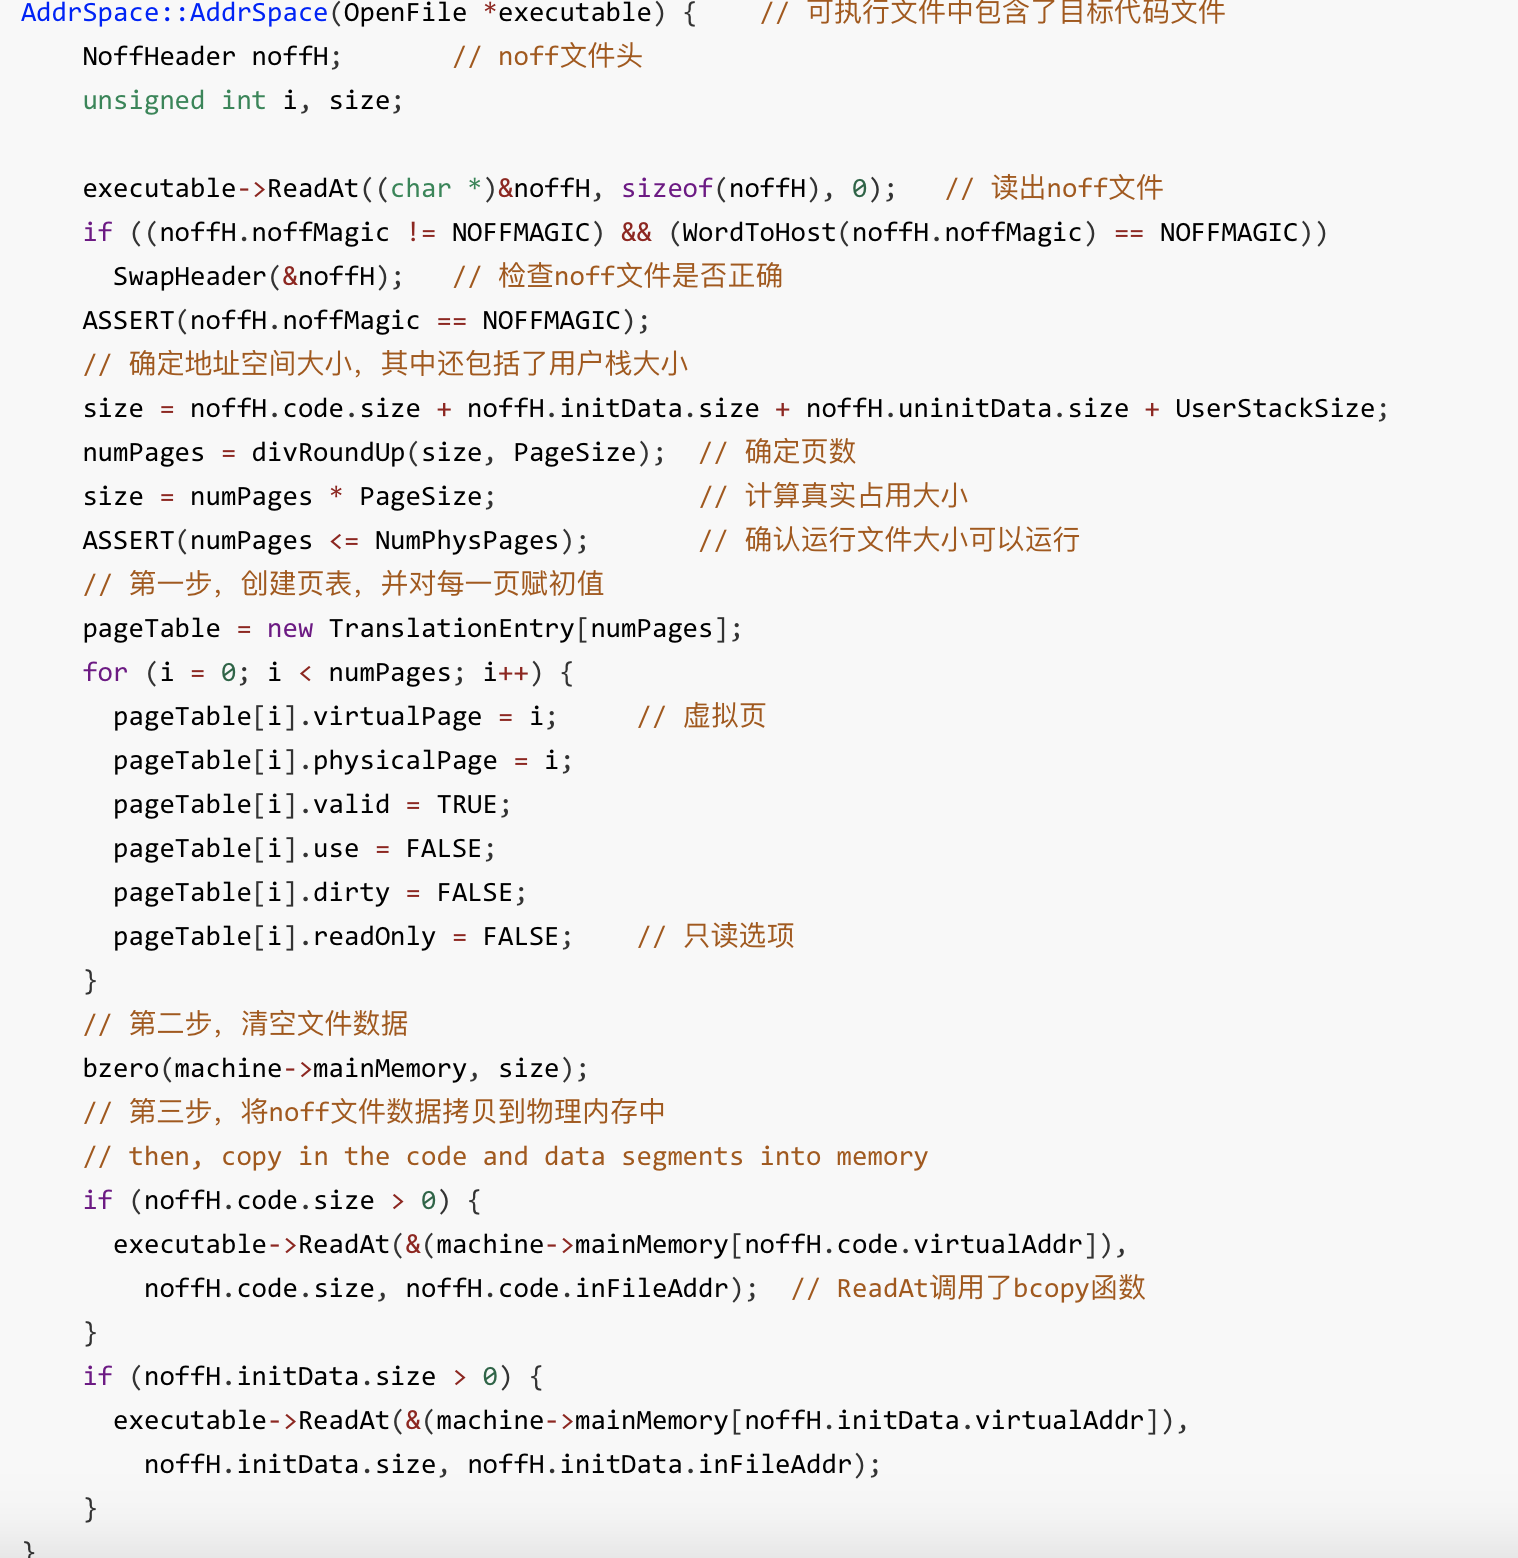 AddrSpace::AddrSpace(OpenFile *executable) {    // 可执行文件中包含了目标代码文件
    NoffHeader noffH;       // noff文件头
    unsigned int i, size;

    executable->ReadAt((char *)&noffH, sizeof(noffH), 0);   // 读出noff文件
    if ((noffH.noffMagic != NOFFMAGIC) && (WordToHost(noffH.noffMagic) == NOFFMAGIC))
      SwapHeader(&noffH);   // 检查noff文件是否正确
    ASSERT(noffH.noffMagic == NOFFMAGIC);
    // 确定地址空间大小，其中还包括了用户栈大小
    size = noffH.code.size + noffH.initData.size + noffH.uninitData.size + UserStackSize;
    numPages = divRoundUp(size, PageSize);  // 确定页数
    size = numPages * PageSize;             // 计算真实占用大小
    ASSERT(numPages <= NumPhysPages);       // 确认运行文件大小可以运行
    // 第一步，创建页表，并对每一页赋初值
    pageTable = new TranslationEntry[numPages];
    for (i = 0; i < numPages; i++) {
      pageTable[i].virtualPage = i;     // 虚拟页
      pageTable[i].physicalPage = i;
      pageTable[i].valid = TRUE;
      pageTable[i].use = FALSE;
      pageTable[i].dirty = FALSE;
      pageTable[i].readOnly = FALSE;    // 只读选项
    }
    // 第二步，清空文件数据
    bzero(machine->mainMemory, size);
    // 第三步，将noff文件数据拷贝到物理内存中
    // then, copy in the code and data segments into memory
    if (noffH.code.size > 0) {
      executable->ReadAt(&(machine->mainMemory[noffH.code.virtualAddr]),
        noffH.code.size, noffH.code.inFileAddr);  // ReadAt调用了bcopy函数
    }
    if (noffH.initData.size > 0) {
      executable->ReadAt(&(machine->mainMemory[noffH.initData.virtualAddr]),
        noffH.initData.size, noffH.initData.inFileAddr);
    }
}